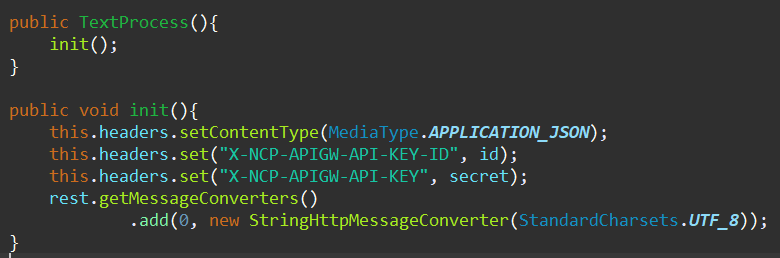 public TextProcess(){
    init();
}
public void init(){
    this.headers.setContentType(MediaType.APPLICATION_JSON);
    this.headers.set("X-NCP-APIGW-API-KEY-ID", id);
    this.headers.set("X-NCP-APIGW-API-KEY", secret);
    rest.getMessageConverters()
            .add(0, new StringHttpMessageConverter(StandardCharsets.UTF_8));
}